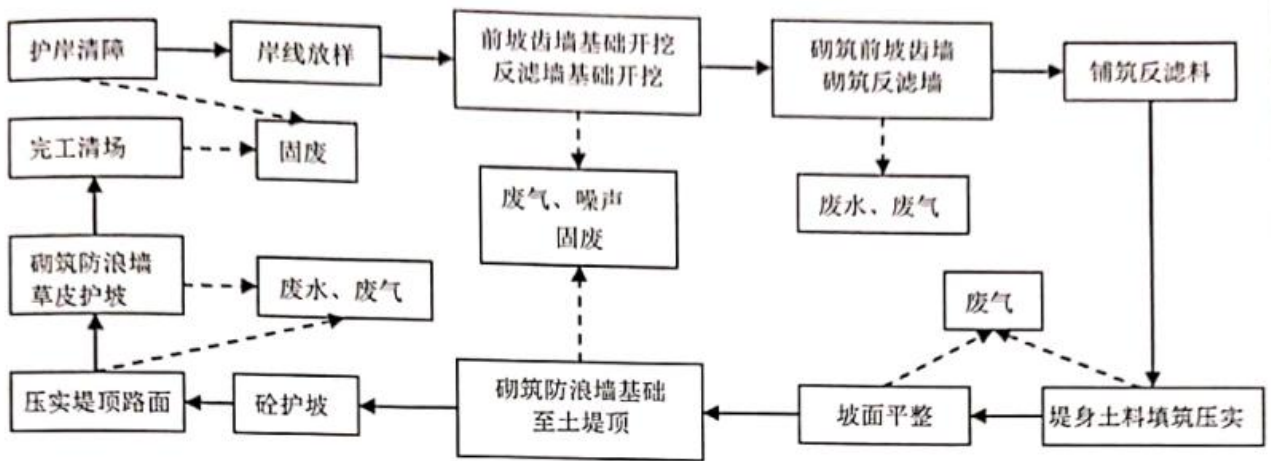 护岸清障
岸线放样
前坡齿墙基础开挖
反滤墙基础开挖
砌筑前坡齿墙
砌筑反滤墙
铺筑反滤料
完工清场
固废
废气、噪声
固废
废水、废气
砌筑防浪墙
草皮护坡
废水、废气
废气
压实堤顶路面
砼护坡
砌筑防浪墙基础
至土堤顶
坡面平整
堤身土料填筑压实